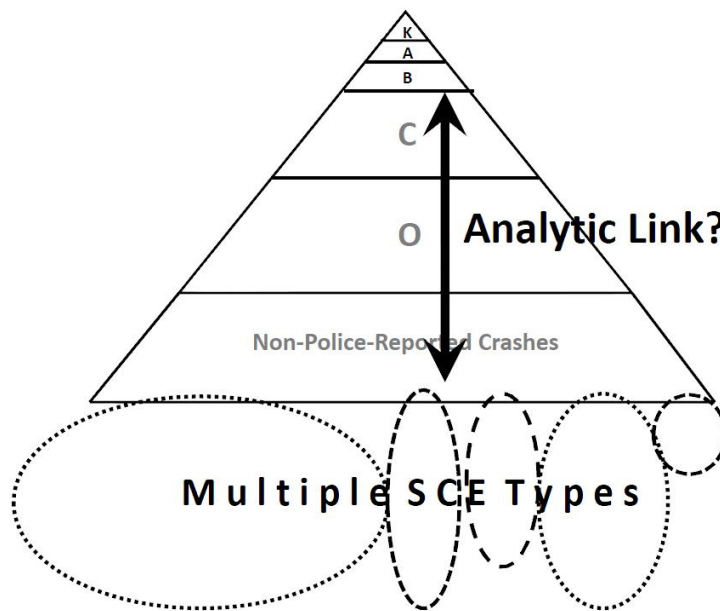 K
A
B
C
O
Analytic Link?
Non-Police-Reported Crashes
Multiple SCE Types